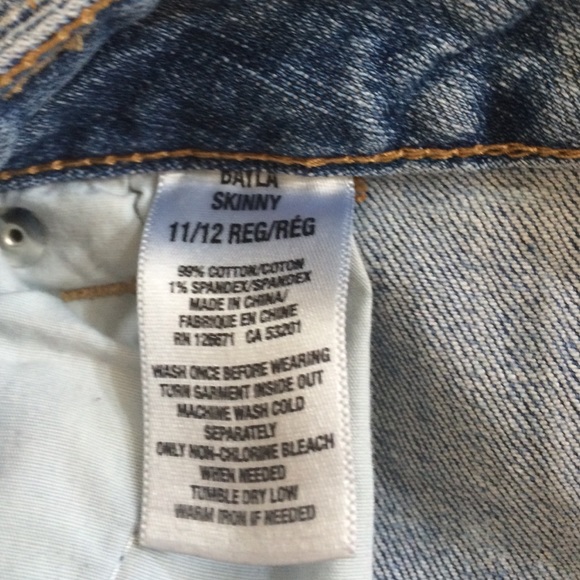 BAYLA
SKINNY
11/12 REG/RÉG
99% COTTON/COTON
1% SPANDEX/SPANDEX
MADE IN CHINA/
FABRIQUE EN CHINE
RN 126671 CA 53201
WASH ONCE BEFORE WEARING
TURN GARMENT INSIDE OUT
MACHINE WASH COLD
SEPARATELY
ONLY NON-CHLORINE BLEACH
WHEN NEEDED
TUMBLE DRY LOW
WARM IRON IF NEEDED